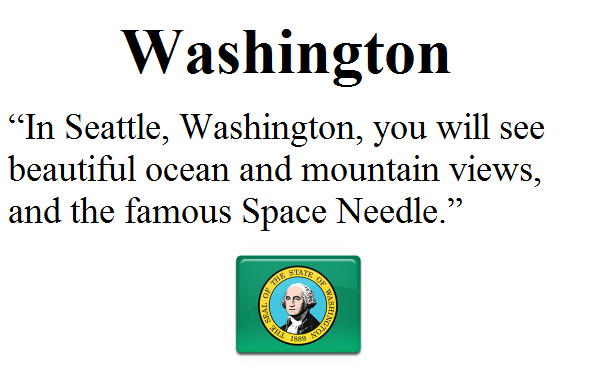 Washington
“In Seattle, Washington, you will see
beautiful ocean and mountain views,
and the famous Space Needle.”
THE SEAL OF THE STATE OF WASHINGTON
1889